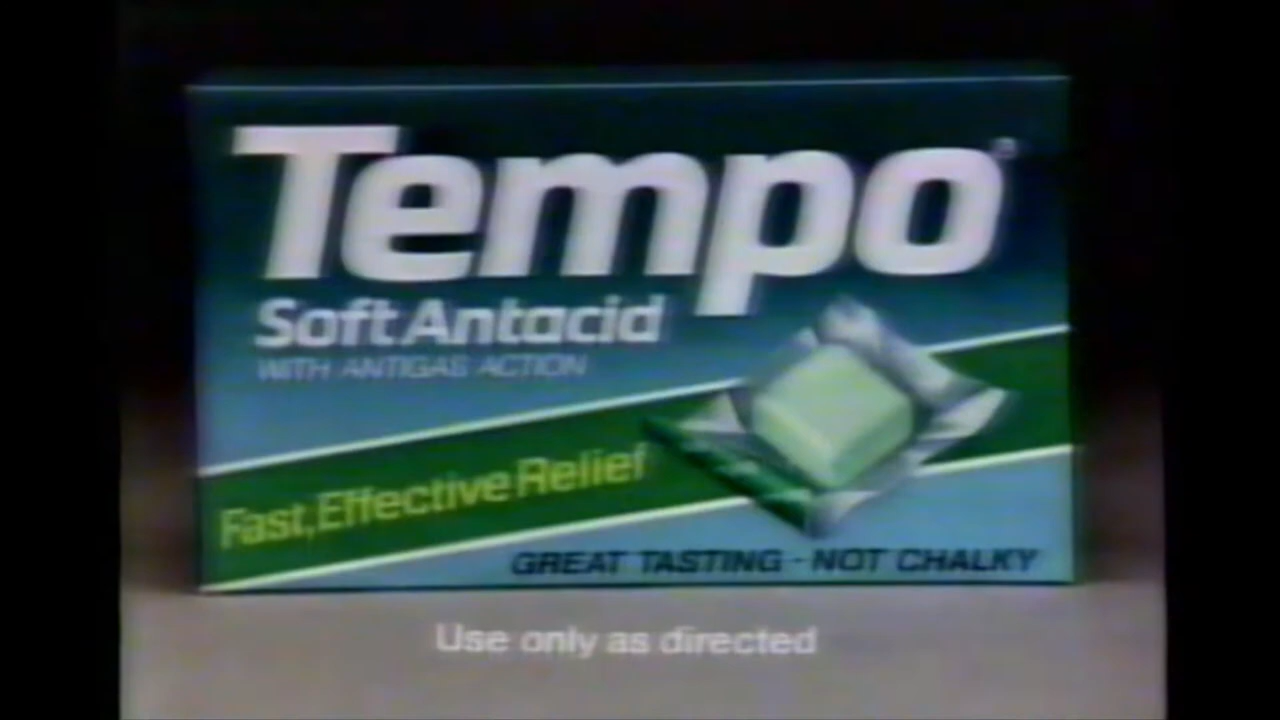 Tempo
Soft Antacid
WITH ANTIGAS ACTION
Fast, Effective Relief
GREAT TASTING - NOT CHALKY
Use only as directed